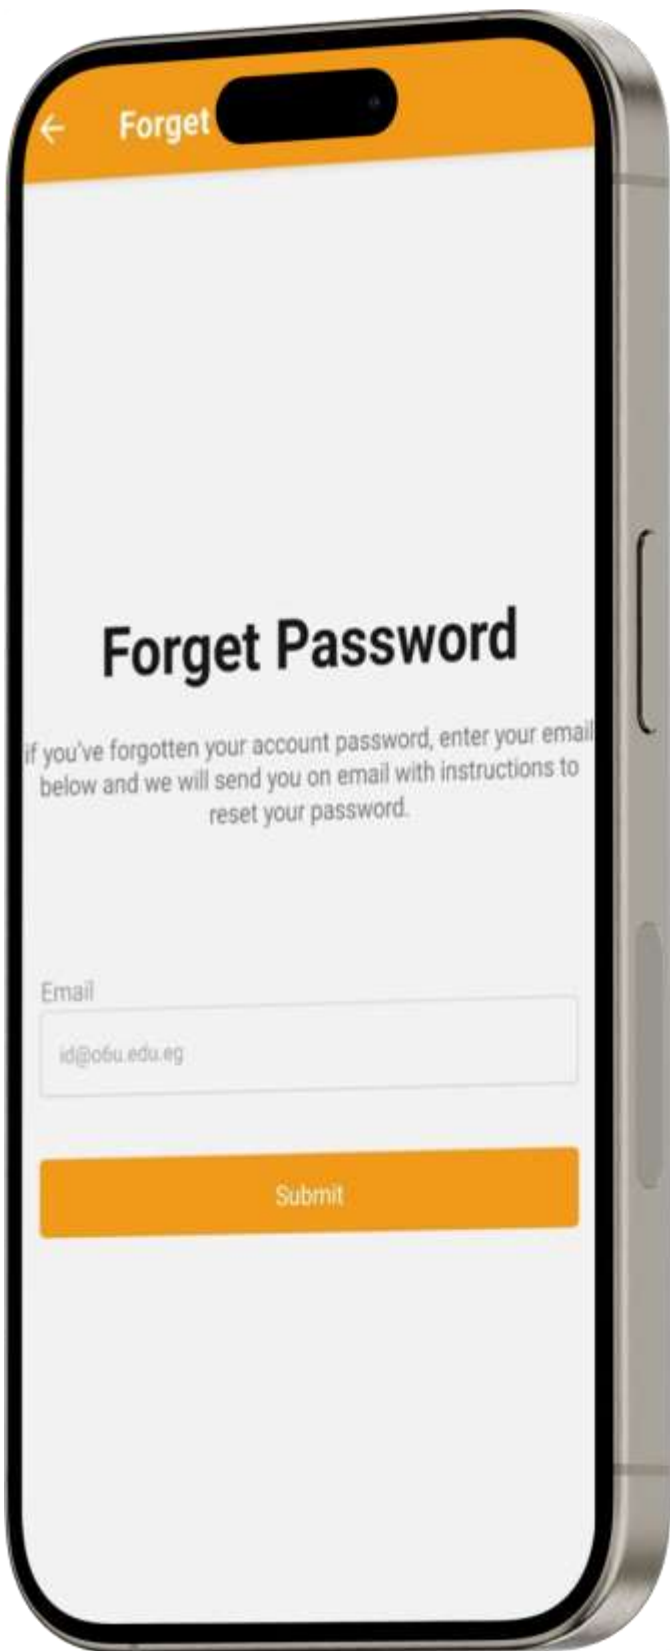 Forget
Forget Password
if you've forgotten your account password, enter your email
below and we will send you on email with instructions to
reset your password.
Email
id@o6u.edu.eg
Submit